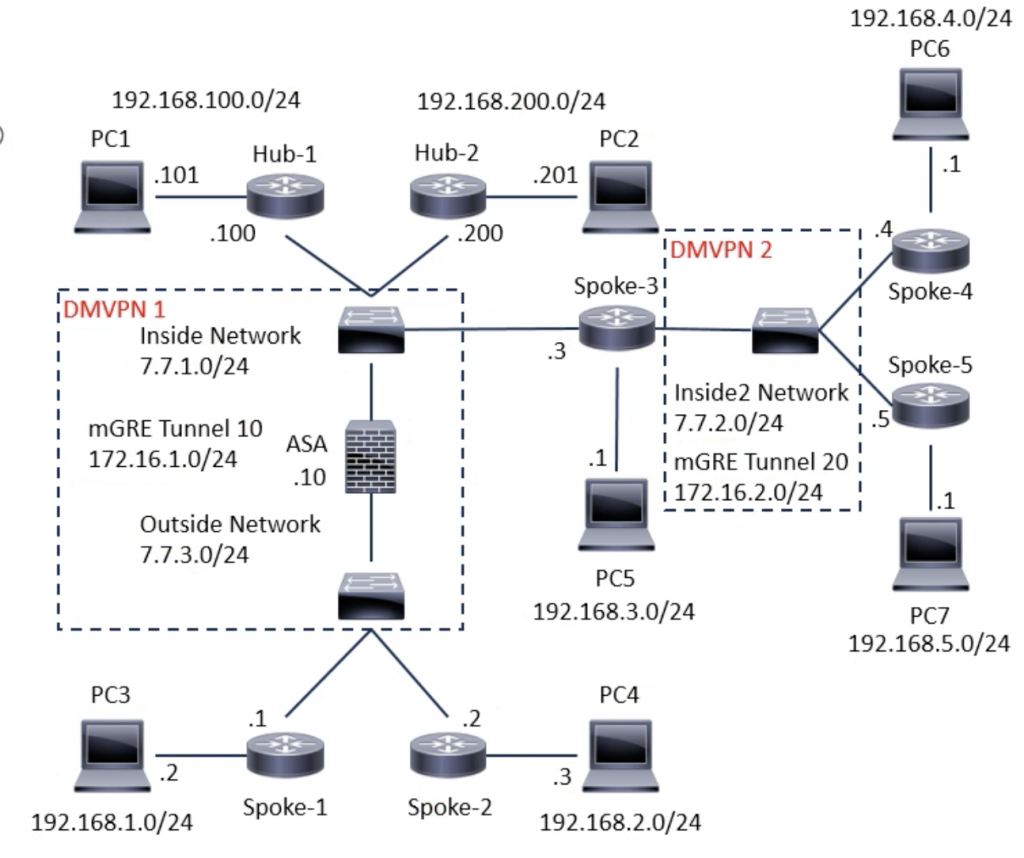 192.168.4.0/24
PC6
192.168.100.0/24
192.168.200.0/24
PC1
Hub-1
Hub-2
PC2
.101
.201
.1
.100
.200
.4
DMVPN 2
Spoke-3
Spoke-4
DMVPN 1
Inside Network
7.7.1.0/24
.3
Spoke-5
Inside2 Network
7.7.2.0/24
.5
mGRE Tunnel 10
172.16.1.0/24
ASA
.10
.1
mGRE Tunnel 20
172.16.2.0/24
.1
Outside Network
7.7.3.0/24
PC5
192.168.3.0/24
PC7
192.168.5.0/24
PC3
PC4
.1
.2
.2
.3
Spoke-1
Spoke-2
192.168.1.0/24
192.168.2.0/24